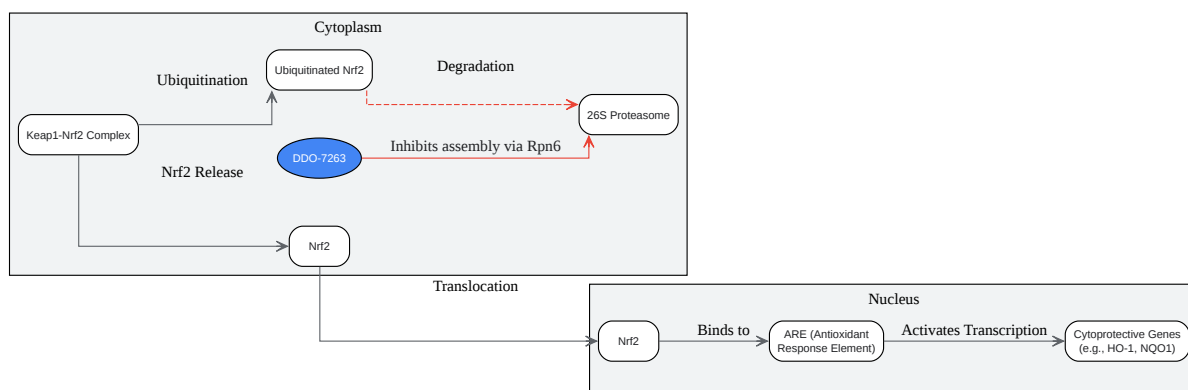 Cytoplasm
Ubiquitinated Nrf2
Degradation
Ubiquitination
26S Proteasome
Keap1-Nrf2 Complex
DDO-7263
Inhibits assembly via Rpn6
Nrf2 Release
Nrf2
Translocation
Nucleus
Nrf2
Binds to
ARE (Antioxidant
Response Element)
Activates Transcription
Cytoprotective Genes
(e.g., HO-1, NQO1)